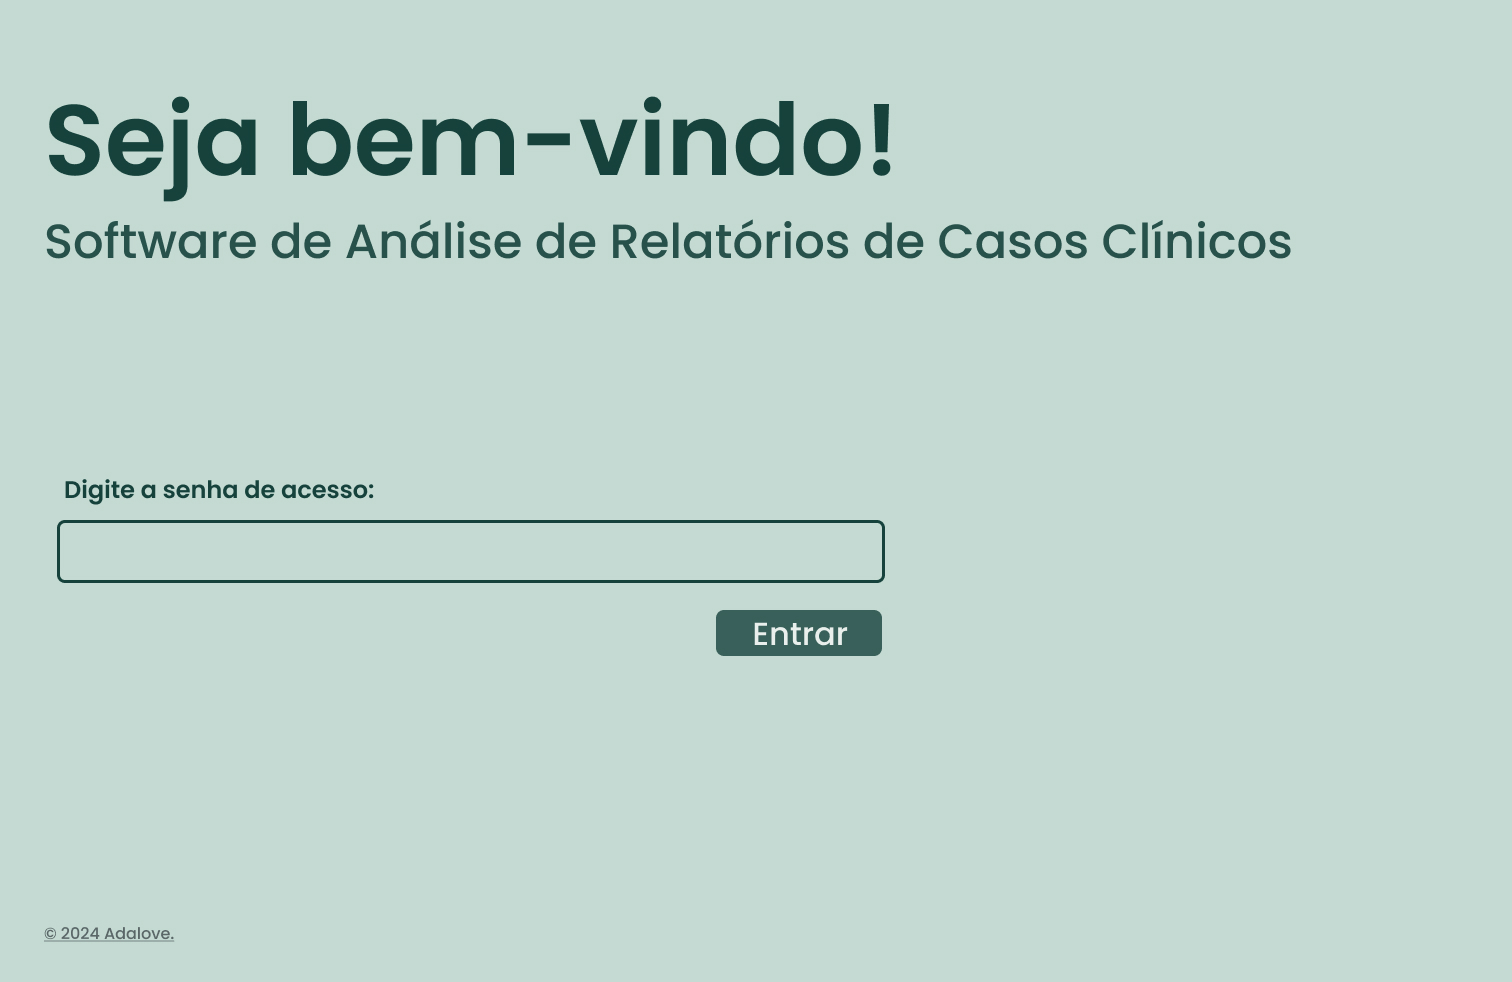 Seja bem-vindo!
Software de Análise de Relatórios de Casos Clínicos
Digite a senha de acesso:
Entrar
© 2024 Adalove.